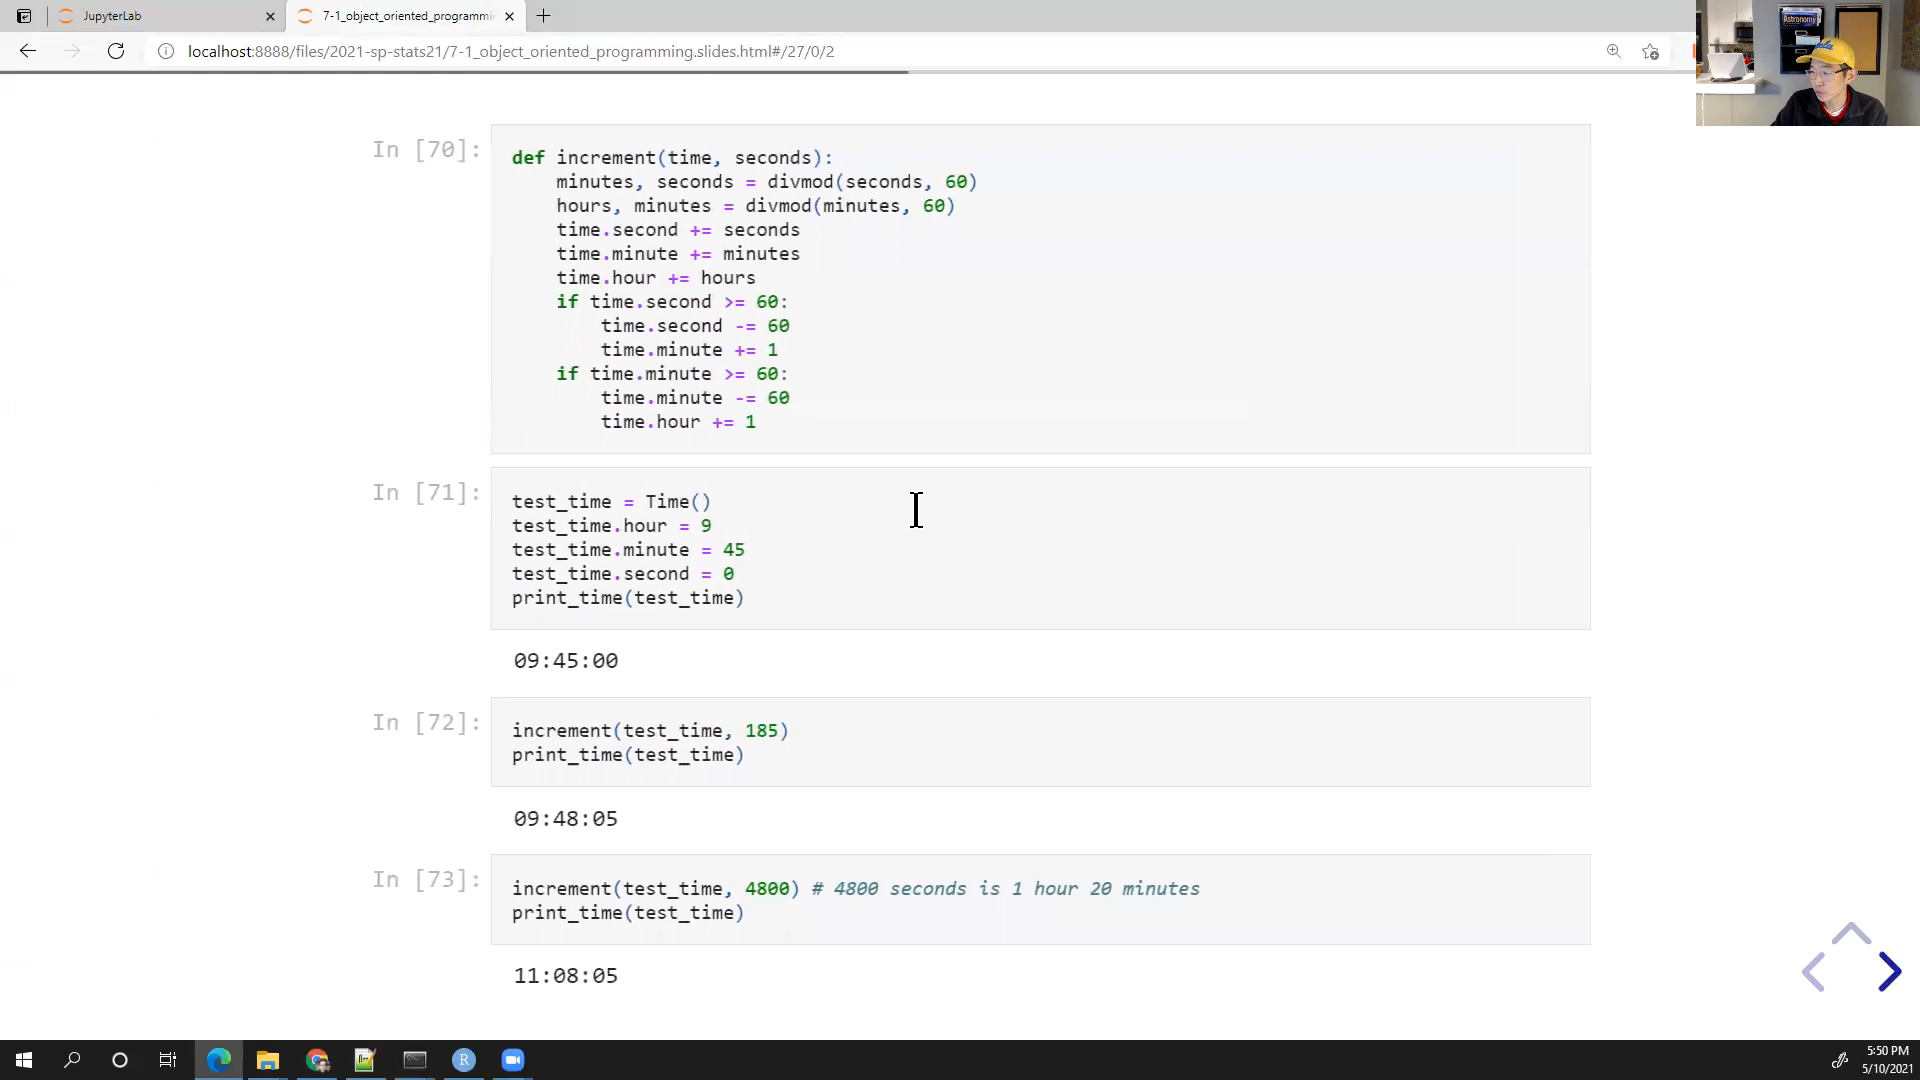 JupyterLab
7-1_object_oriented_programmi
localhost:8888/files/2021-sp-stats21/7-1_object_oriented_programming.slides.html#/27/0/2
Astronomy
In [70]:
def increment(time, seconds):
    minutes, seconds = divmod(seconds, 60)
    hours, minutes = divmod(minutes, 60)
    time.second += seconds
    time.minute += minutes
    time.hour += hours
    if time.second >= 60:
        time.second -= 60
        time.minute += 1
    if time.minute >= 60:
        time.minute -= 60
        time.hour += 1
In [71]:
test_time = Time()
test_time.hour = 9
test_time.minute = 45
test_time.second = 0
print_time(test_time)
09:45:00
In [72]:
increment(test_time, 185)
print_time(test_time)
09:48:05
In [73]:
increment(test_time, 4800) # 4800 seconds is 1 hour 20 minutes
print_time(test_time)
11:08:05
R
5:50 PM
5/10/2021